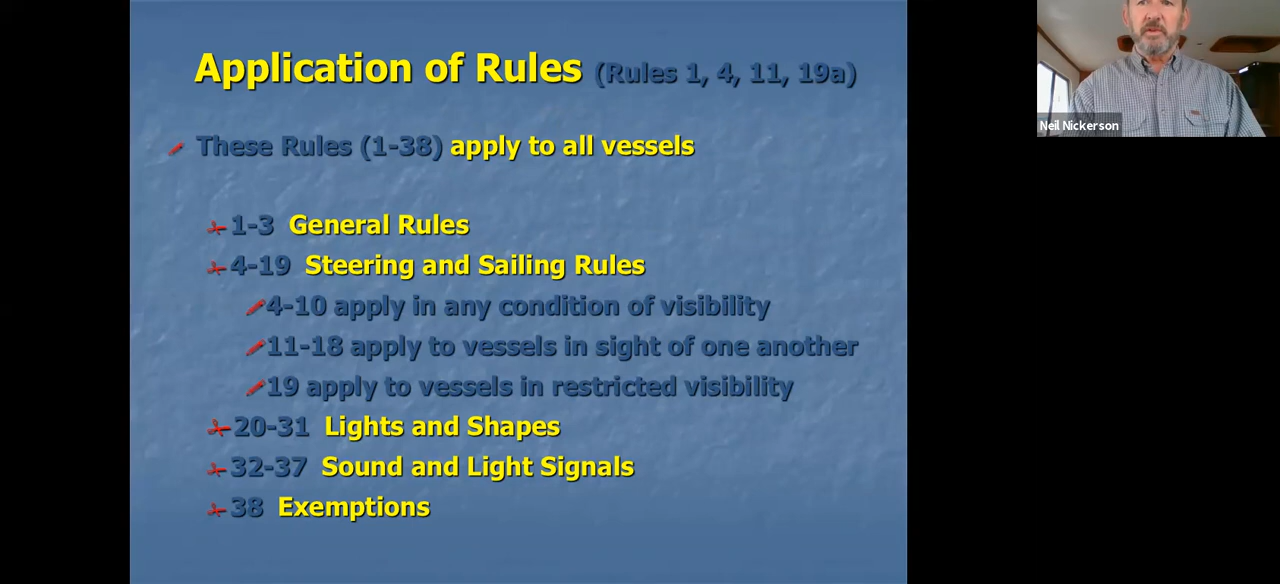 Application of Rules (Rules 1, 4, 11, 19a)
These Rules (1-38) apply to all vessels
1-3 General Rules
4-19 Steering and Sailing Rules
4-10 apply in any condition of visibility
11-18 apply to vessels in sight of one another
19 apply to vessels in restricted visibility
20-31 Lights and Shapes
32-37 Sound and Light Signals
38 Exemptions
Neil Nickerson